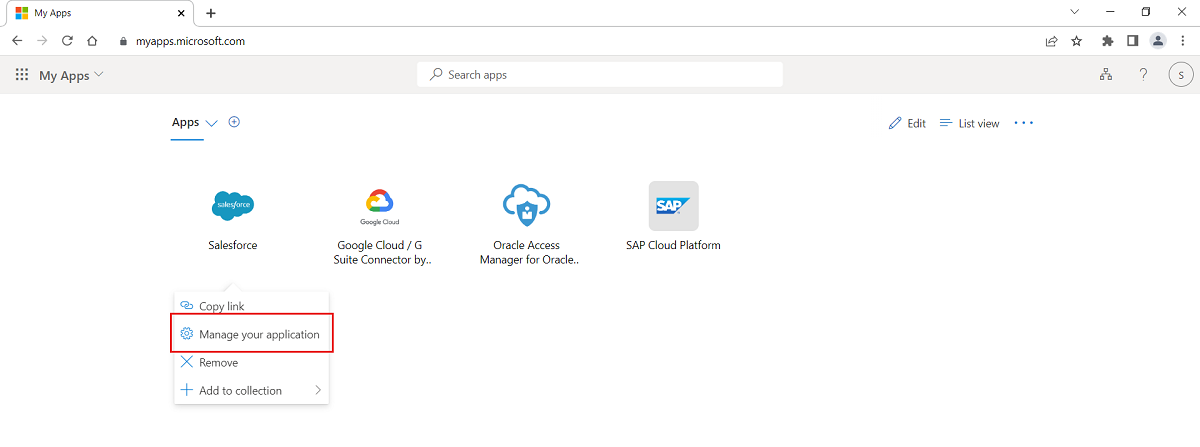 My Apps
myapps.microsoft.com
My Apps
Search apps
?
S
Apps
Edit
List view
salesforce
Google Cloud
SAP
Salesforce
Google Cloud / G
Suite Connector by..
Oracle Access
Manager for Oracle..
SAP Cloud Platform
Copy link
Manage your application
Remove
Add to collection